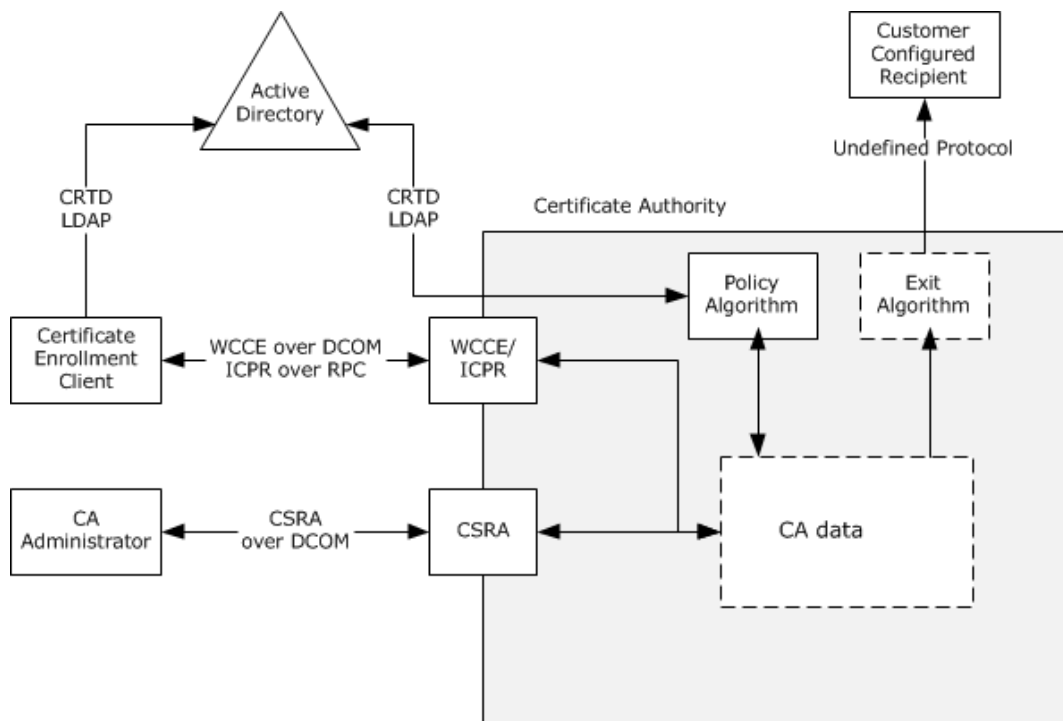 Active
Directory
Customer
Configured
Recipient
Undefined Protocol
CRTD
LDAP
CRTD
LDAP
Certificate Authority
Policy
Algorithm
Exit
Algorithm
Certificate
Enrollment
Client
WCCE over DCOM
ICPR over RPC
WCCE/
ICPR
CA
Administrator
CSRA
over DCOM
CSRA
CA data